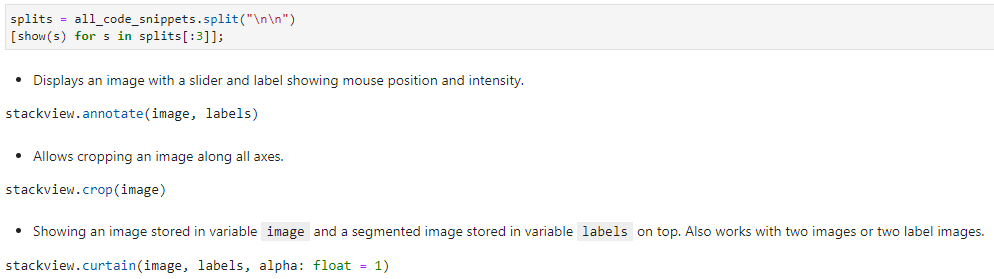 splits = all_code_snippets.split("\n\n")
[show(s) for s in splits[:3]];
• Displays an image with a slider and label showing mouse position and intensity.
stackview.annotate(image, labels)
• Allows cropping an image along all axes.
stackview.crop(image)
• Showing an image stored in variable image and a segmented image stored in variable labels on top. Also works with two images or two label images.
stackview.curtain(image, labels, alpha: float = 1)